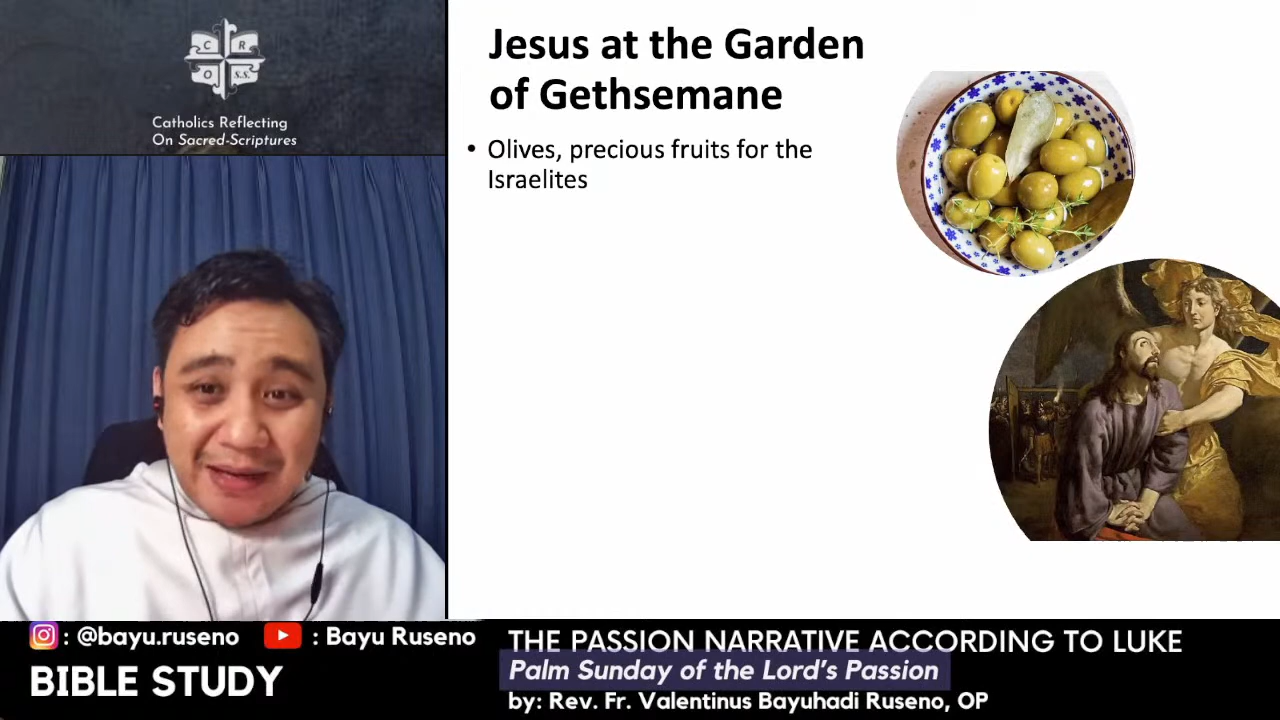 C R
O S.S.
Catholics Reflecting
On Sacred-Scriptures
Jesus at the Garden
of Gethsemane
• Olives, precious fruits for the
Israelites
: @bayu.ruseno : Bayu Ruseno
BIBLE STUDY
THE PASSION NARRATIVE ACCORDING TO LUKE
Palm Sunday of the Lord's Passion
by: Rev. Fr. Valentinus Bayuhadi Ruseno, OP